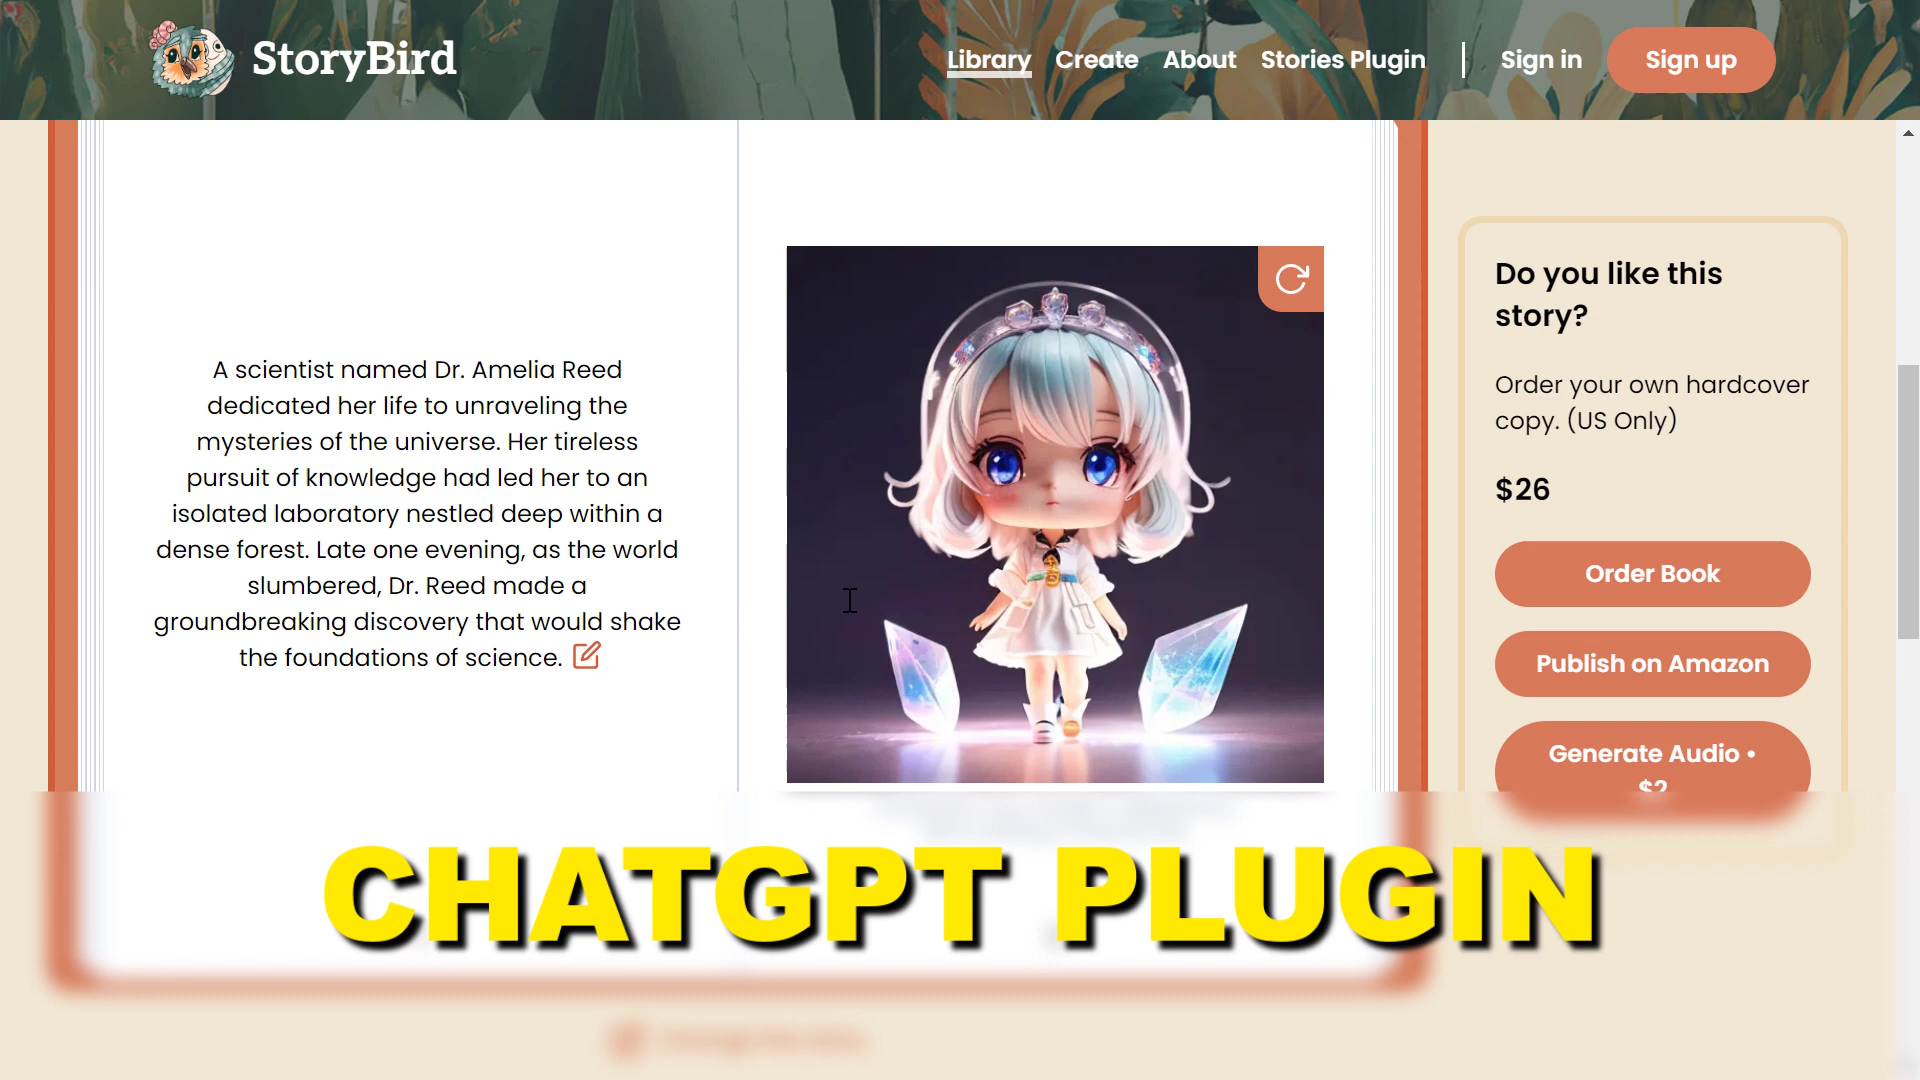 StoryBird
Library Create About Stories Plugin Sign in Sign up
A scientist named Dr. Amelia Reed
dedicated her life to unraveling the
mysteries of the universe. Her tireless
pursuit of knowledge had led her to an
isolated laboratory nestled deep within a
dense forest. Late one evening, as the world
slumbered, Dr. Reed made a
groundbreaking discovery that would shake
the foundations of science.
Do you like this
story?
Order your own hardcover
copy. (US Only)
$26
Order Book
Publish on Amazon
Generate Audio •
$2
CHATGPT PLUGIN